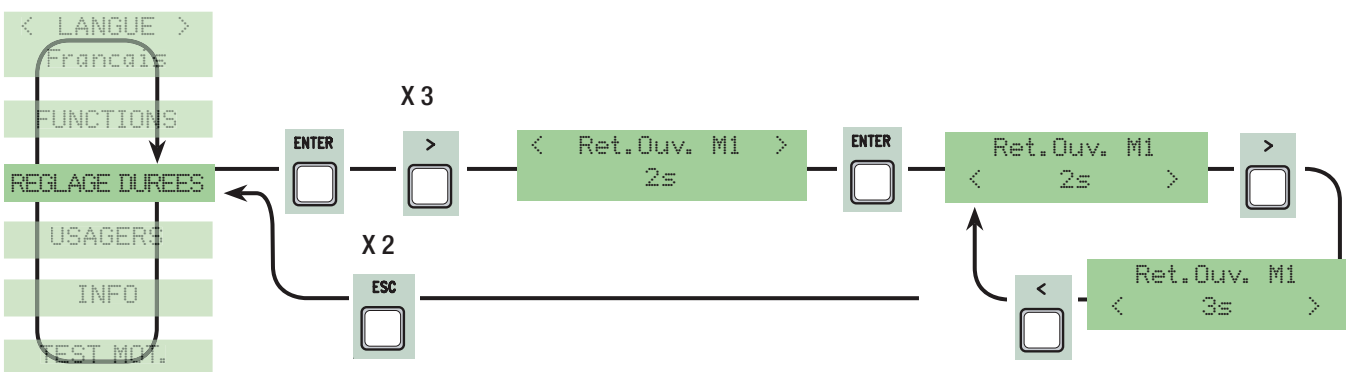 < LANGUE >
Francais
FUNCTIONS
REGLAGE DUREES
USAGERS
INFO
TEST MOT.
ENTER
X 3
>
< Ret.Ouv. M1 >
2s
ENTER
Ret.Ouv. M1
< 2s >
>
X 2
ESC
<
Ret.Ouv. M1
< 3s >